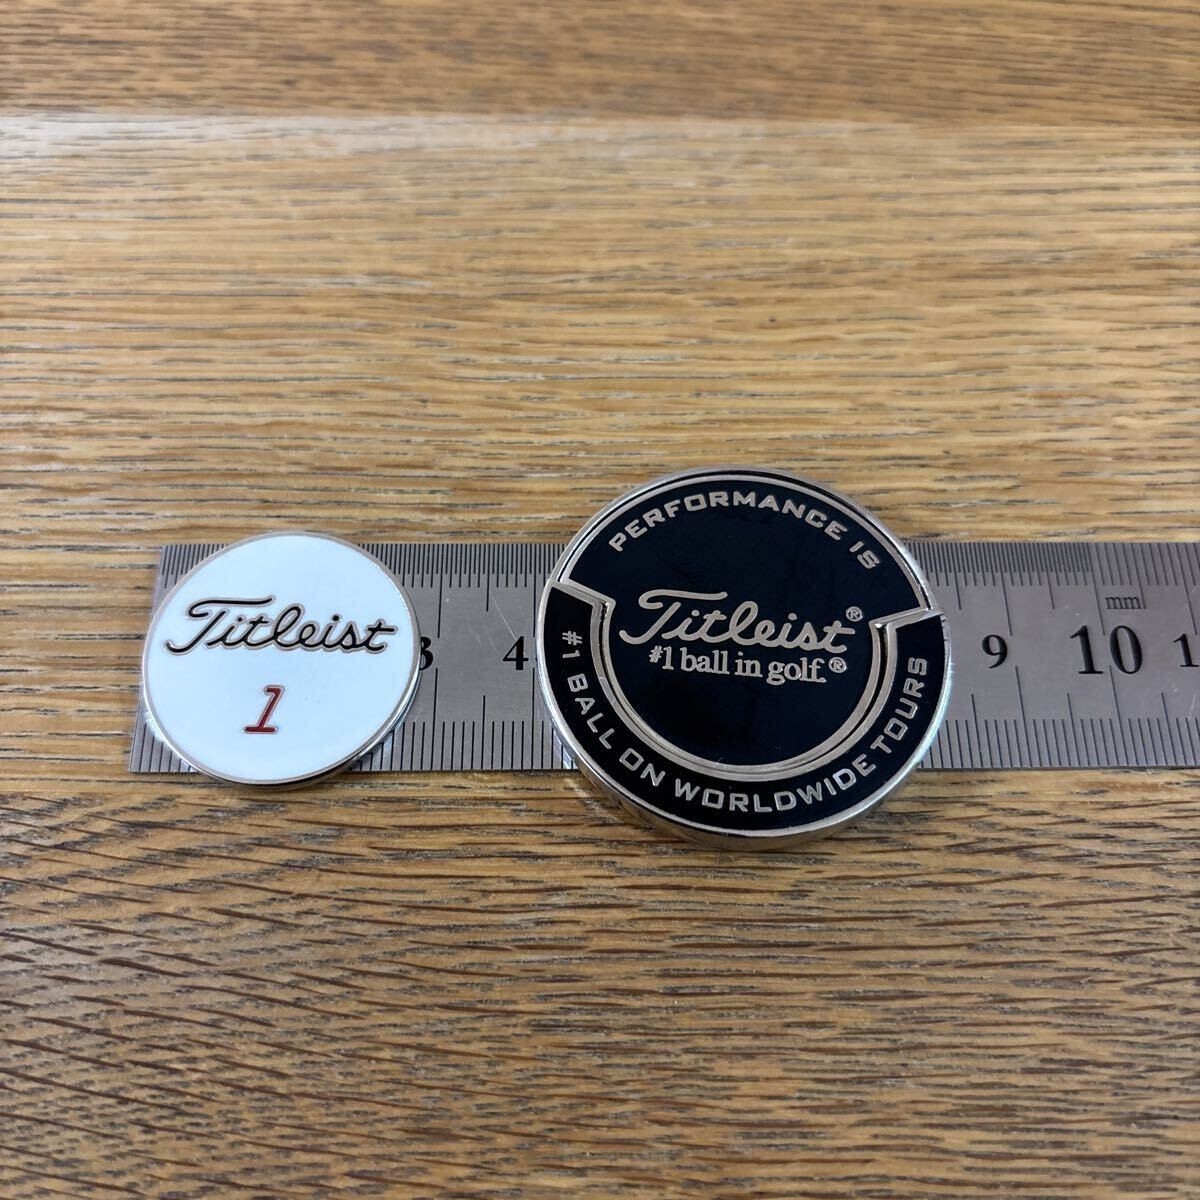 Titleist
1
PERFORMANCE IS
Titleist®
#1 ball in golf.®
#1 BALL ON WORLDWIDE TOURS
3 4 9 10 1
mm